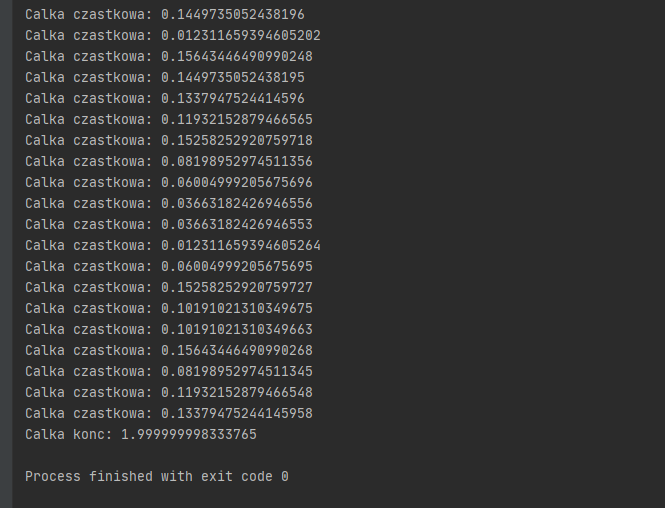 Calka czastkowa: 0.1449735052438196
Calka czastkowa: 0.012311659394605202
Calka czastkowa: 0.15643446490990248
Calka czastkowa: 0.1449735052438195
Calka czastkowa: 0.1337947524414596
Calka czastkowa: 0.11932152879466565
Calka czastkowa: 0.15258252920759718
Calka czastkowa: 0.08198952974511356
Calka czastkowa: 0.06004999205675696
Calka czastkowa: 0.03663182426946556
Calka czastkowa: 0.03663182426946553
Calka czastkowa: 0.012311659394605264
Calka czastkowa: 0.06004999205675695
Calka czastkowa: 0.15258252920759727
Calka czastkowa: 0.10191021310349675
Calka czastkowa: 0.10191021310349663
Calka czastkowa: 0.15643446490990268
Calka czastkowa: 0.08198952974511345
Calka czastkowa: 0.11932152879466548
Calka czastkowa: 0.13379475244145958
Calka konc: 1.999999998333765
Process finished with exit code 0